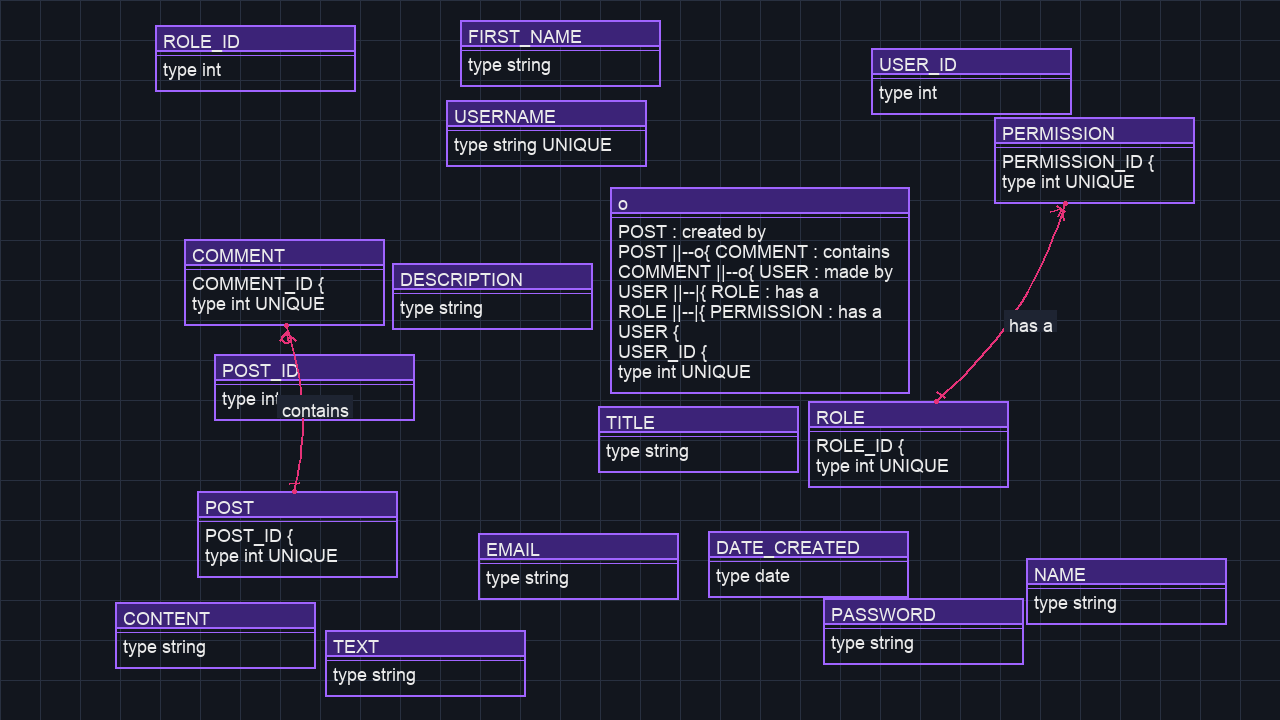 ROLE_ID
type int
FIRST_NAME
type string
USER_ID
type int
USERNAME
type string UNIQUE
PERMISSION
PERMISSION_ID {
type int UNIQUE
o
POST : created by
POST ||--o{ COMMENT : contains
COMMENT ||--o{ USER : made by
USER ||--|{ ROLE : has a
ROLE ||--|{ PERMISSION : has a
USER {
USER_ID {
type int UNIQUE
COMMENT
COMMENT_ID {
type int UNIQUE
DESCRIPTION
type string
has a
POST_ID
type int
contains
TITLE
type string
ROLE
ROLE_ID {
type int UNIQUE
POST
POST_ID {
type int UNIQUE
EMAIL
type string
DATE_CREATED
type date
NAME
type string
PASSWORD
type string
CONTENT
type string
TEXT
type string